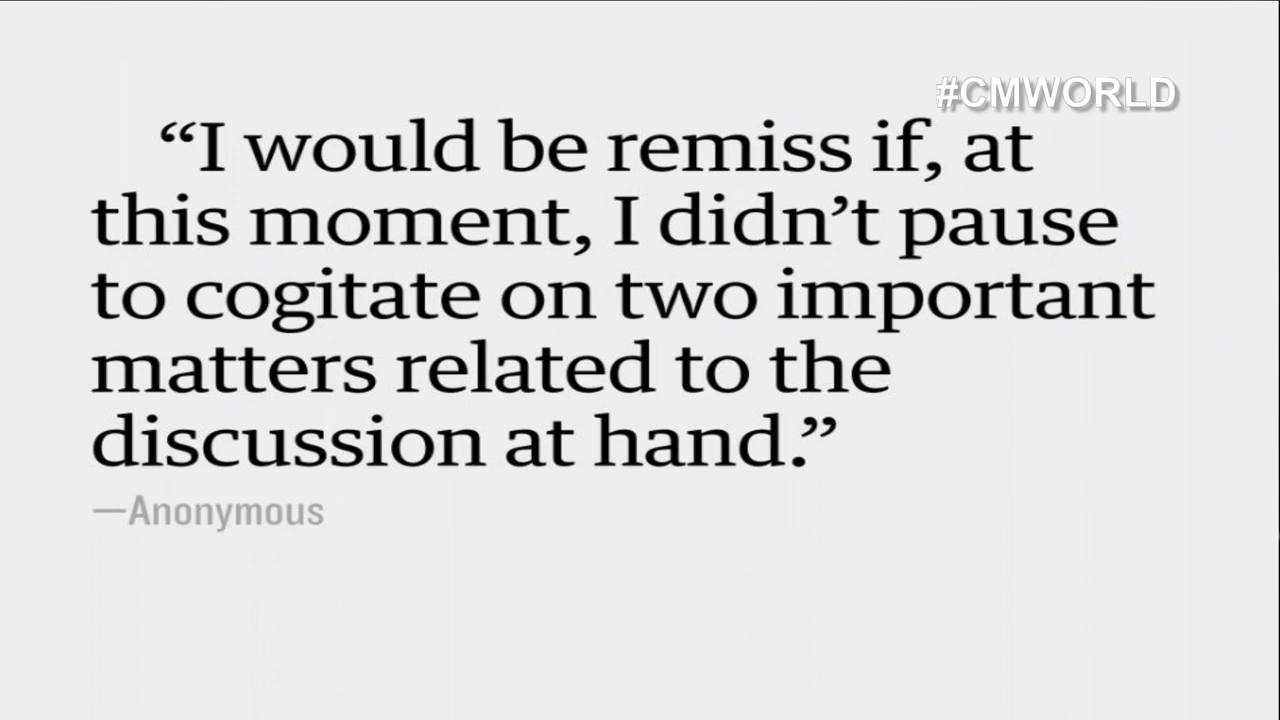 #CMWORLD
“I would be remiss if, at
this moment, I didn’t pause
to cogitate on two important
matters related to the
discussion at hand.”
—Anonymous